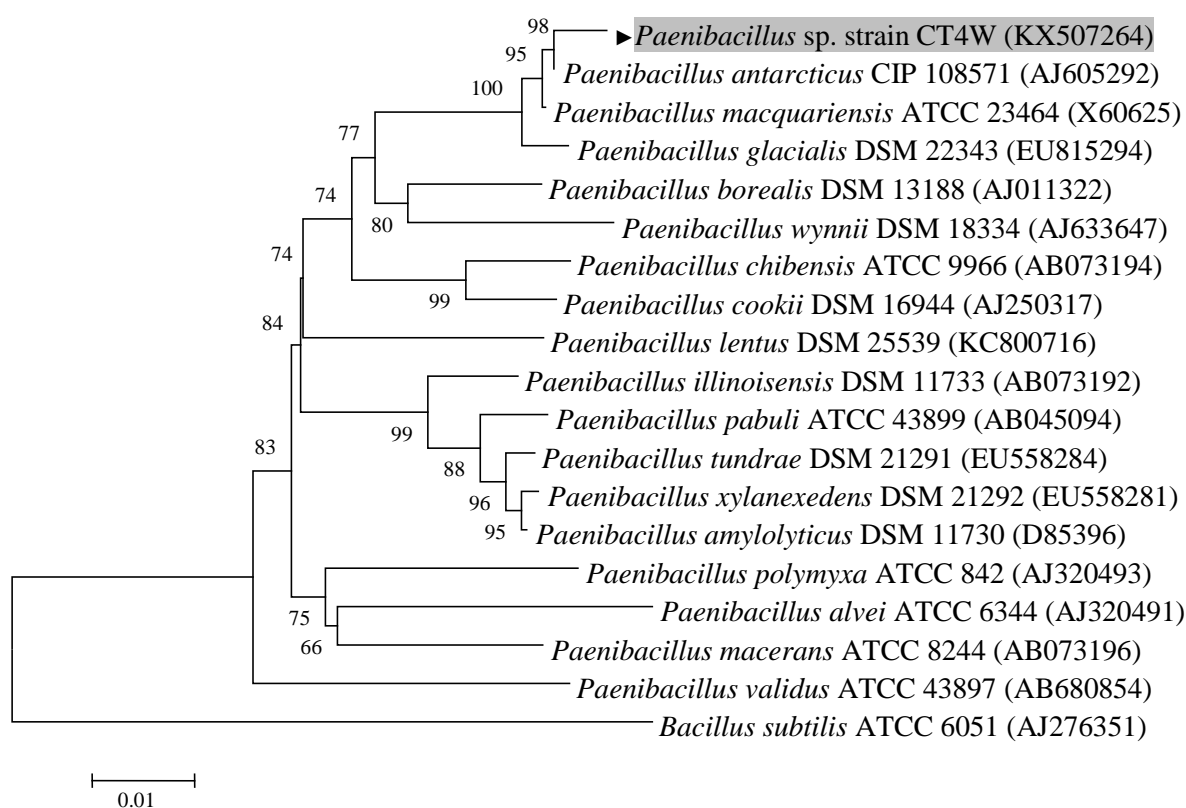 98
Paenibacillus sp. strain CT4W (KX507264)
95
Paenibacillus antarcticus CIP 108571 (AJ605292)
100
Paenibacillus macquariensis ATCC 23464 (X60625)
77
Paenibacillus glacialis DSM 22343 (EU815294)
74
Paenibacillus borealis DSM 13188 (AJ011322)
80
Paenibacillus wynnii DSM 18334 (AJ633647)
74
Paenibacillus chibensis ATCC 9966 (AB073194)
99
Paenibacillus cookii DSM 16944 (AJ250317)
84
Paenibacillus lentus DSM 25539 (KC800716)
Paenibacillus illinoisensis DSM 11733 (AB073192)
99
Paenibacillus pabuli ATCC 43899 (AB045094)
83
88
Paenibacillus tundrae DSM 21291 (EU558284)
96
Paenibacillus xylanexedens DSM 21292 (EU558281)
95
Paenibacillus amylolyticus DSM 11730 (D85396)
Paenibacillus polymyxa ATCC 842 (AJ320493)
75
Paenibacillus alvei ATCC 6344 (AJ320491)
66
Paenibacillus macerans ATCC 8244 (AB073196)
Paenibacillus validus ATCC 43897 (AB680854)
Bacillus subtilis ATCC 6051 (AJ276351)
0.01